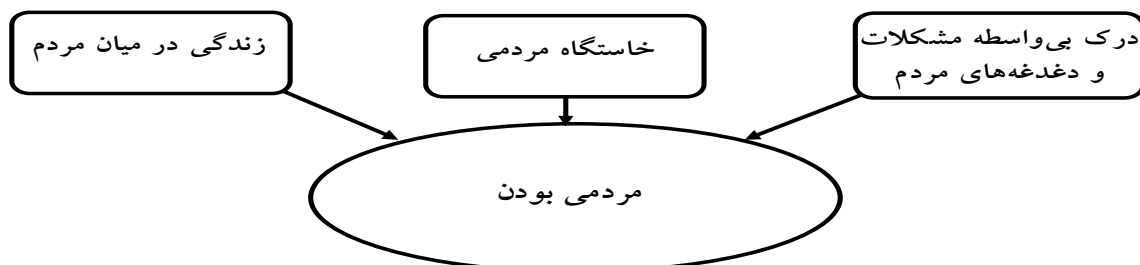 درک بی‌واسطه مشکلات
و دغدغه‌های مردم
خاستگاه مردمی
زندگی در میان مردم
مردمی بودن